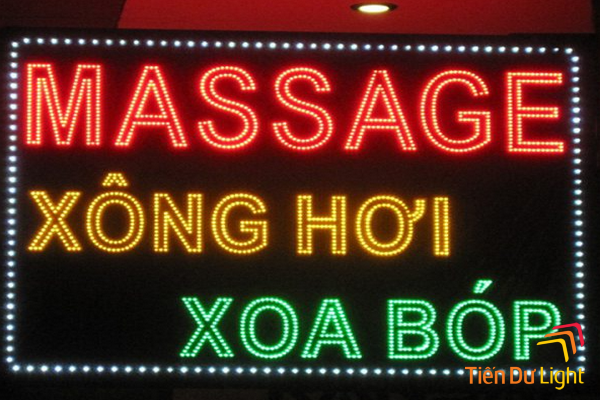 MASSAGE
XÔNG HƠI
XOA BÓP
Tiến Dư Light